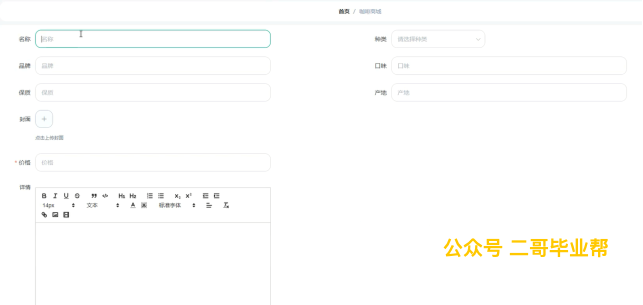 首页 / 编辑商城
名称 名称 种类 请选择种类
品牌 品牌 口味 口味
保质 保质 产地 产地
封面 +
点击上传封面
* 价格 价格
详情
B I U S ” </> H₁ H₂ X₂ X²
14px 文本 A 标准字体
公众号 二哥毕业帮